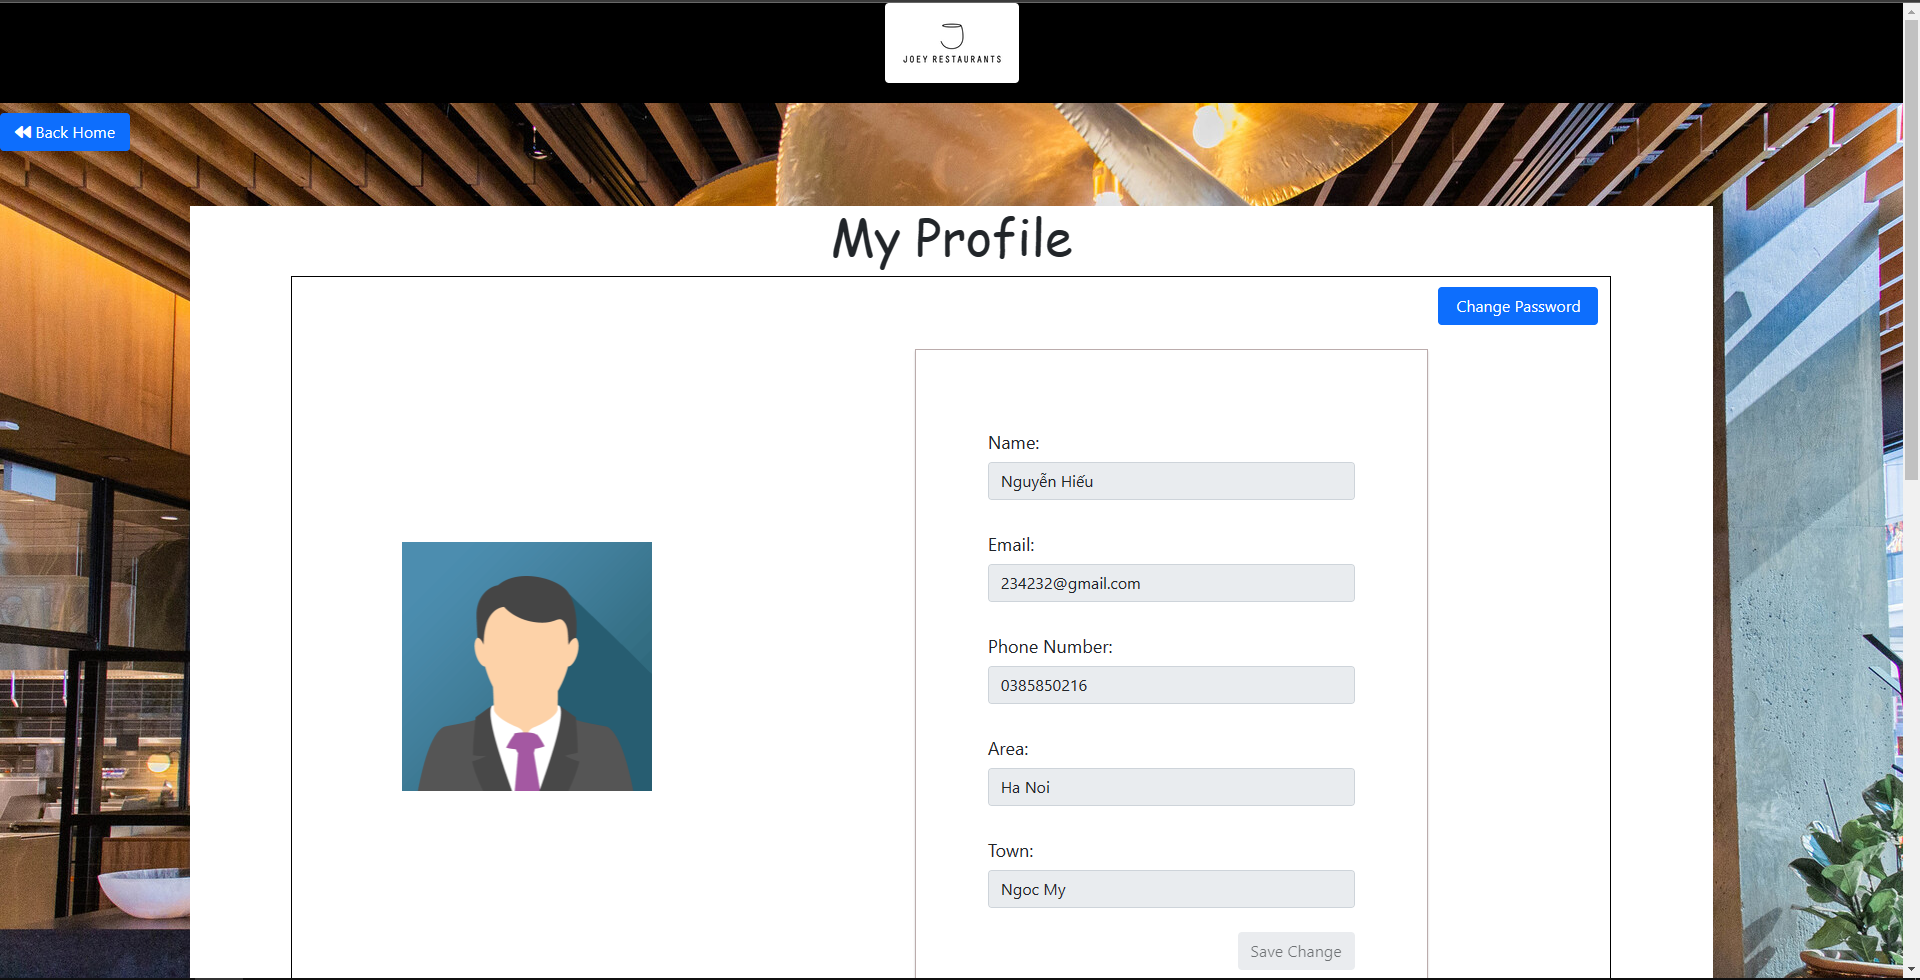 JOEY RESTAURANTS
Back Home
My Profile
Change Password
Name:
Nguyễn Hiếu
Email:
234232@gmail.com
Phone Number:
0385850216
Area:
Ha Noi
Town:
Ngoc My
Save Change